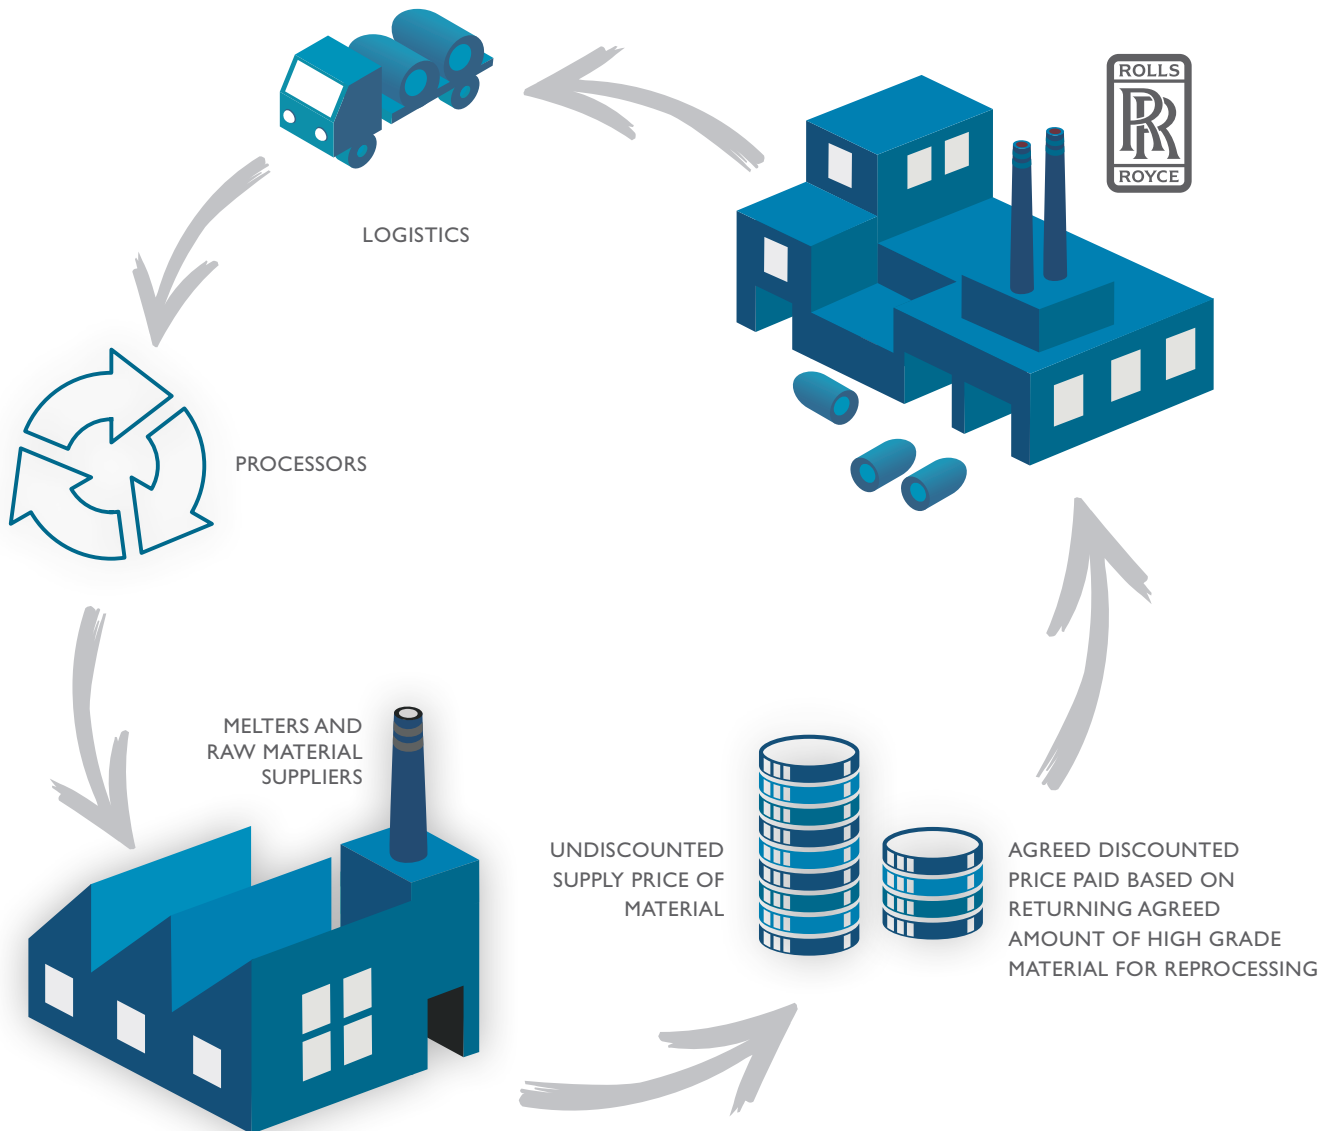 ROLLS
RR
ROYCE
LOGISTICS
PROCESSORS
MELTERS AND
RAW MATERIAL
SUPPLIERS
UNDISCOUNTED
SUPPLY PRICE OF
MATERIAL
AGREED DISCOUNTED
PRICE PAID BASED ON
RETURNING AGREED
AMOUNT OF HIGH GRADE
MATERIAL FOR REPROCESSING